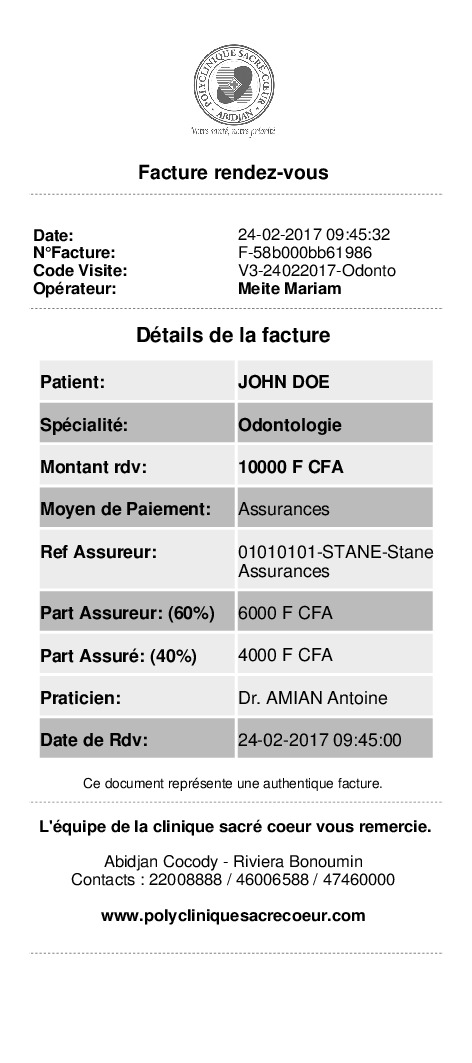 POLYCLINIQUE SACRE-CŒUR
• ABIDJAN •
Votre santé, notre priorité
Facture rendez-vous
Date: 24-02-2017 09:45:32
N°Facture: F-58b000bb61986
Code Visite: V3-24022017-Odonto
Opérateur: Meite Mariam
Détails de la facture
Patient: JOHN DOE
Spécialité: Odontologie
Montant rdv: 10000 F CFA
Moyen de Paiement: Assurances
Ref Assureur: 01010101-STANE-Stane
Assurances
Part Assureur: (60%) 6000 F CFA
Part Assuré: (40%) 4000 F CFA
Praticien: Dr. AMIAN Antoine
Date de Rdv: 24-02-2017 09:45:00
Ce document représente une authentique facture.
L'équipe de la clinique sacré coeur vous remercie.
Abidjan Cocody - Riviera Bonoumin
Contacts : 22008888 / 46006588 / 47460000
www.polycliniquesacrecoeur.com